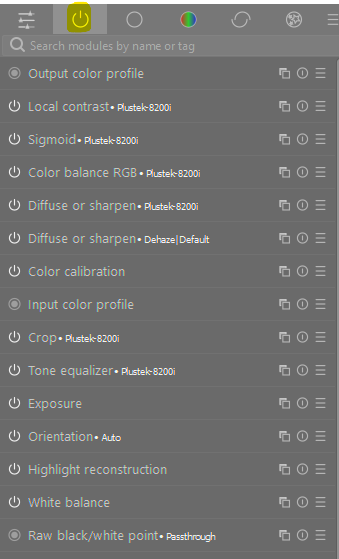 Search modules by name or tag
Output color profile
Local contrast • Plustek-8200i
Sigmoid • Plustek-8200i
Color balance RGB • Plustek-8200i
Diffuse or sharpen • Plustek-8200i
Diffuse or sharpen • Dehaze|Default
Color calibration
Input color profile
Crop • Plustek-8200i
Tone equalizer • Plustek-8200i
Exposure
Orientation • Auto
Highlight reconstruction
White balance
Raw black/white point • Passthrough